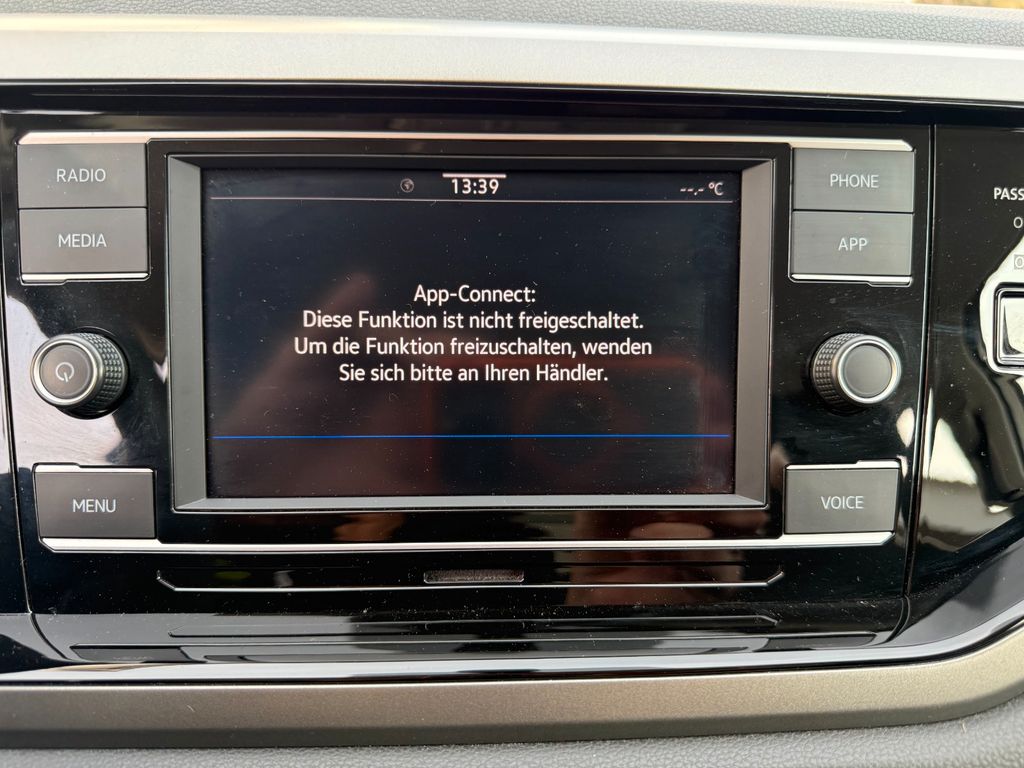 RADIO
MEDIA
MENU
13:39
--,- °C
App-Connect:
Diese Funktion ist nicht freigeschaltet.
Um die Funktion freizuschalten, wenden
Sie sich bitte an Ihren Händler.
PHONE
APP
VOICE
PASS